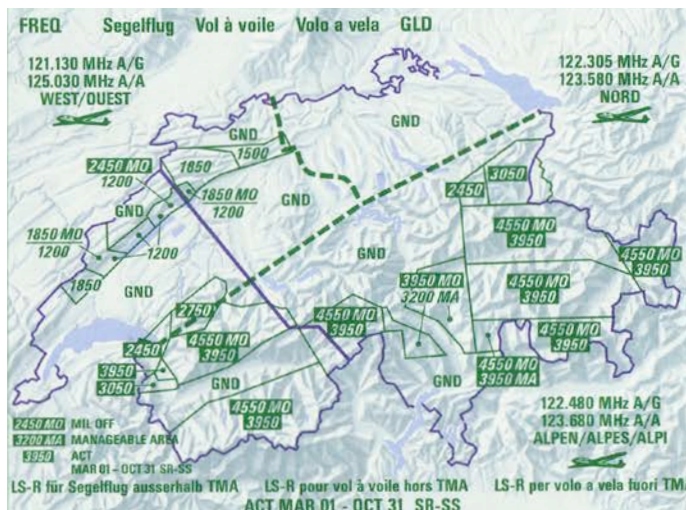 FREQ Segelflug Vol à voile Volo a vela GLD
121.130 MHz A/G
125.030 MHz A/A
WEST/OUEST
122.305 MHz A/G
123.580 MHz A/A
NORD
GND
GND
1500
1650
2450 MO
1200
GND
1850 MO
1200
GND
3050
2450
1850 MO
1200
1200
4550 MO
3950
4550 MO
3950
GND
1850
GND
3950 MO
3200 MA
4550 MO
3950
2750
4550 MO
3950
4550 MO
3950
4550 MO
3950
2450
3950
3050
GND
4550 MO
3950 MA
GND
4550 MO
3950
122.480 MHz A/G
123.680 MHz A/A
ALPEN/ALPES/ALPI
2450 MO MIL OFF
3200 MA MANAGEABLE AREA
3950 ACT
MAR 01 - OCT 31 SR-SS
LS-R für Segelflug ausserhalb TMA LS-R pour vol à voile hors TMA LS-R per volo a vela fuori TMA
ACT MAR 01 - OCT 31 SR-SS